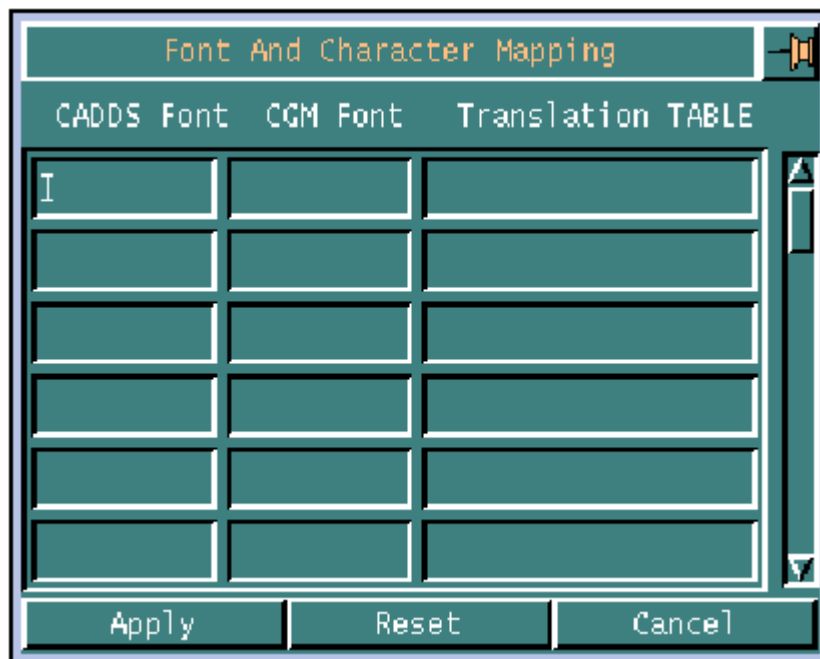 Font And Character Mapping
CADDS Font CGM Font Translation TABLE
Apply Reset Cancel